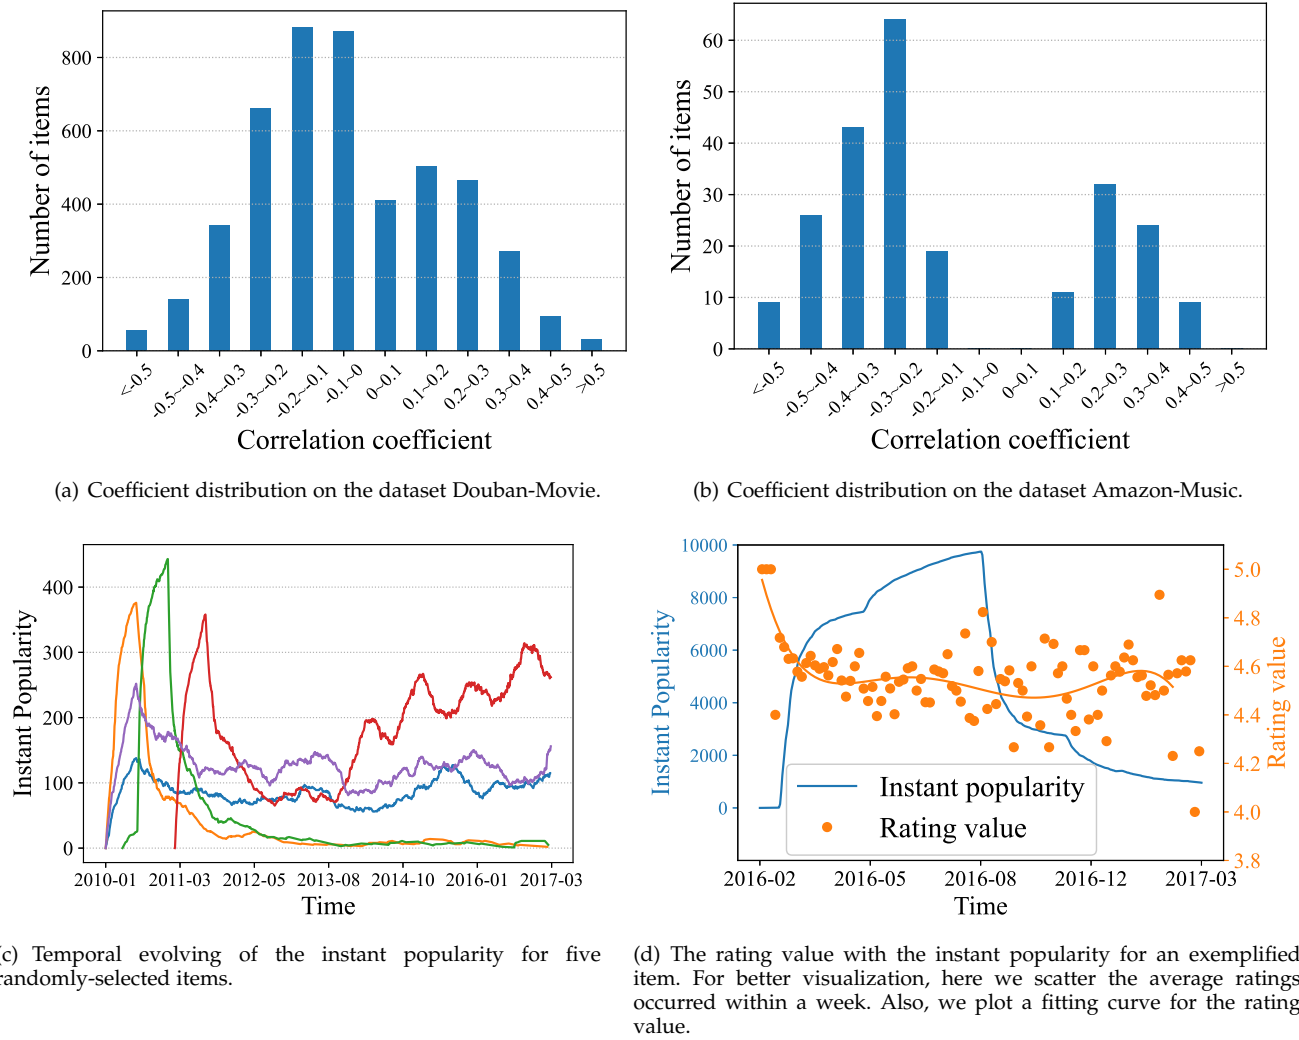 Number of items
800
600
400
200
0
<-0.5
-0.5~-0.4
-0.4~-0.3
-0.3~-0.2
-0.2~-0.1
-0.1~0
0~0.1
0.1~0.2
0.2~0.3
0.3~0.4
0.4~0.5
>0.5
Correlation coefficient
(a) Coefficient distribution on the dataset Douban-Movie.
Number of items
60
50
40
30
20
10
0
<-0.5
-0.5~-0.4
-0.4~-0.3
-0.3~-0.2
-0.2~-0.1
-0.1~0
0~0.1
0.1~0.2
0.2~0.3
0.3~0.4
0.4~0.5
>0.5
Correlation coefficient
(b) Coefficient distribution on the dataset Amazon-Music.
Instant Popularity
400
300
200
100
0
2010-01 2011-03 2012-05 2013-08 2014-10 2016-01 2017-03
Time
(c) Temporal evolving of the instant popularity for five
randomly-selected items.
Instant Popularity
10000
8000
6000
4000
2000
0
Instant popularity
Rating value
5.0
4.8
4.6
4.4
4.2
4.0
3.8
Rating value
2016-02 2016-05 2016-08 2016-12 2017-03
Time
(d) The rating value with the instant popularity for an exemplified
item. For better visualization, here we scatter the average ratings
occurred within a week. Also, we plot a fitting curve for the rating
value.